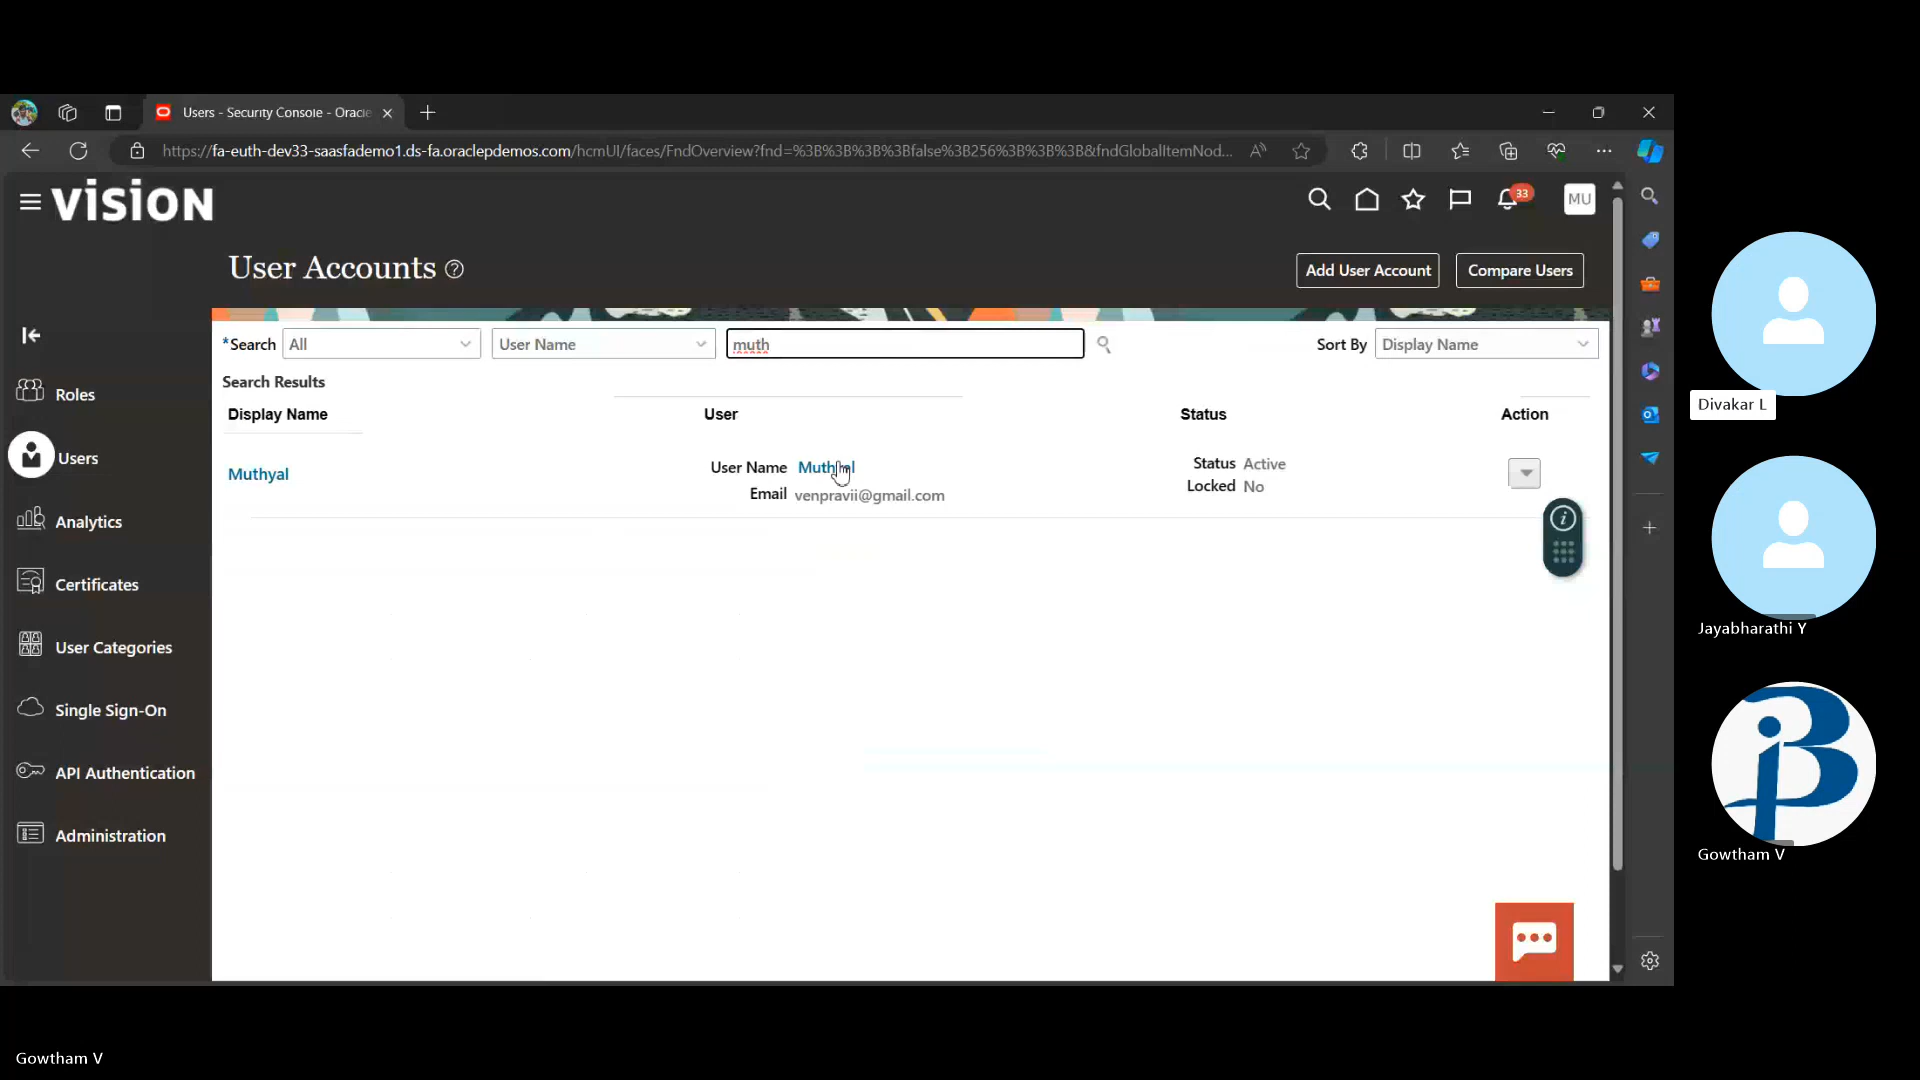 Users - Security Console - Oracle
https://fa-euth-dev33-saasfademo1.ds-fa.oraclepdemos.com/hcmUI/faces/FndOverview?fnd=%3B%3B%3B%3Bfalse%3B256%3B%3B%3B&fndGlobalItemNod...
VISION
33
MU
User Accounts
Add User Account
Compare Users
*Search All
User Name
muth
Sort By Display Name
Search Results
Display Name
User
Status
Action
Muthyal
User Name Muthyal
Email venpravii@gmail.com
Status Active
Locked No
Roles
Users
Analytics
Certificates
User Categories
Single Sign-On
API Authentication
Administration
Divakar L
Jayabharathi Y
Gowtham V
Gowtham V